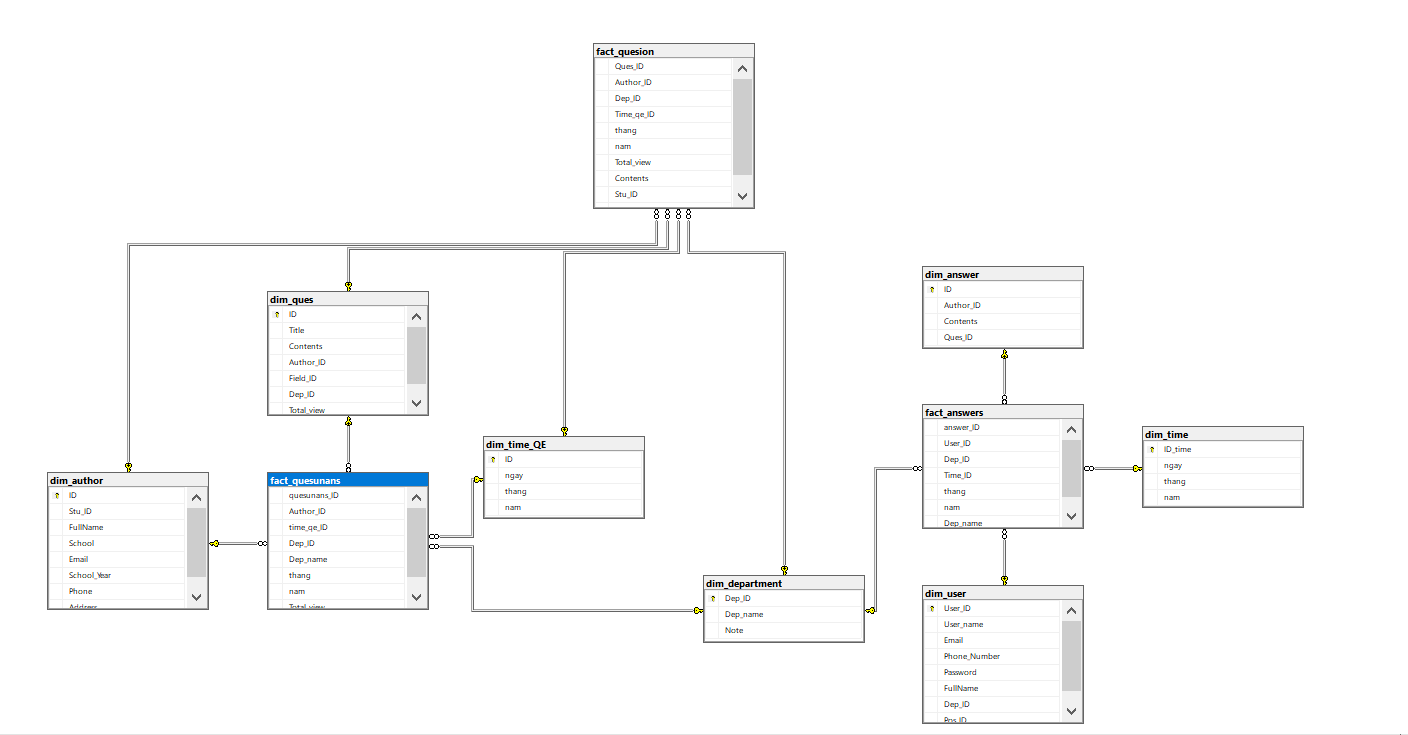 fact_quesion
Ques_ID
Author_ID
Dep_ID
Time_qe_ID
thang
nam
Total_view
Contents
Stu_ID
dim_ques
ID
Title
Contents
Author_ID
Field_ID
Dep_ID
Total_view
dim_answer
ID
Author_ID
Contents
Ques_ID
dim_time_QE
ID
ngay
thang
nam
fact_answers
answer_ID
User_ID
Dep_ID
Time_ID
thang
nam
Dep_name
dim_time
ID_time
ngay
thang
nam
dim_author
ID
Stu_ID
FullName
School
Email
School_Year
Phone
Address
fact_quesunans
quesunans_ID
Author_ID
time_qe_ID
Dep_ID
Dep_name
thang
nam
Total_view
dim_department
Dep_ID
Dep_name
Note
dim_user
User_ID
User_name
Email
Phone_Number
Password
FullName
Dep_ID
Pos_ID